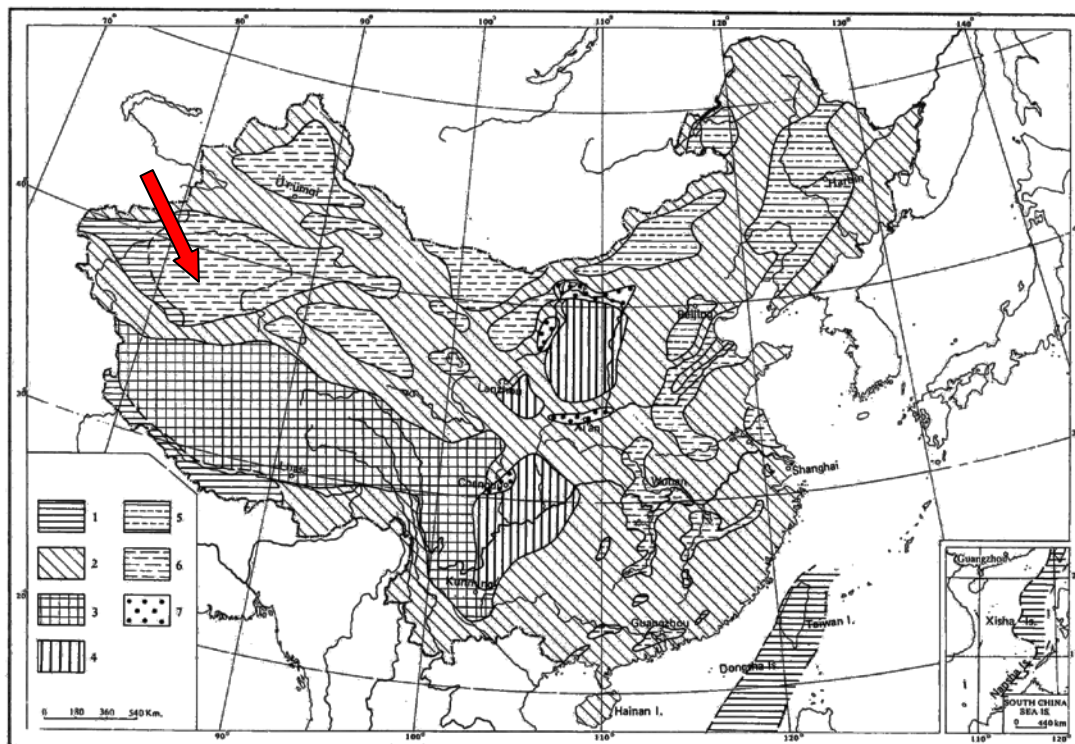 70°
80°
90°
100°
110°
120°
130°
140°
Ürümqi
Harbin
40
Beijing
Lanzhou
Xi'an
30
Lhasa
Chengdu
Wuhan
Shanghai
1
5
2
6
3
7
4
20
Kunming
Guangzhou
Taiwan I.
Dongsha Is.
Hainan I.
0 180 360 540 Km.
90°
100°
110°
120°
Guangzhou
Xisha Is.
Nansha Is.
SOUTH CHINA
SEA IS.
0 440 km
110°
120°